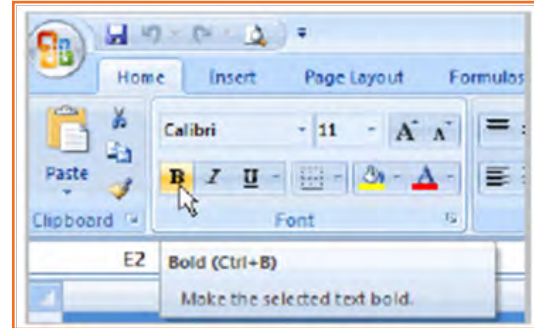 Home Insert Page Layout Formulas
Calibri 11 A A
Paste B I U A
Clipboard Font
E2 Bold (Ctrl+B)
Make the selected text bold.